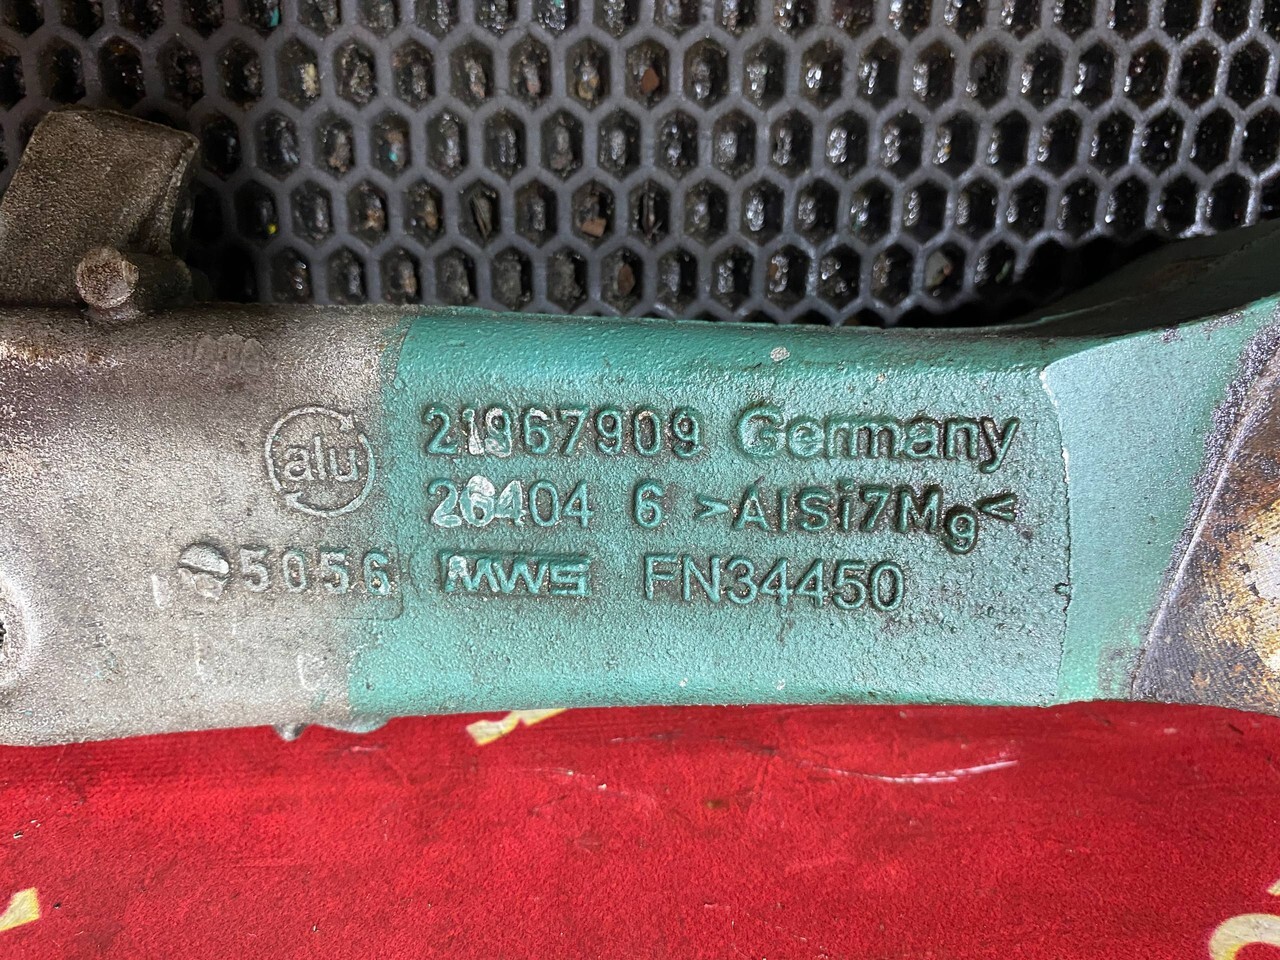 alu
21967909 Germany
26404 6 >AlSi7Mg<
5056 MWS FN34450